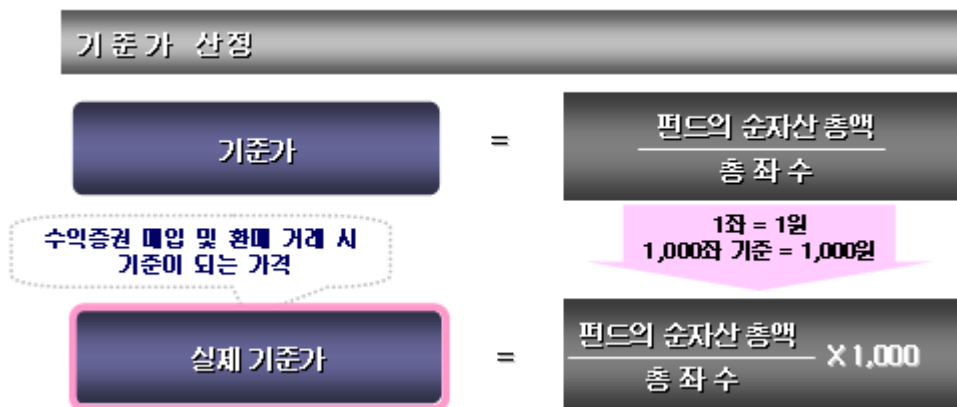 기준가 산정
기준가
=
펀드의 순자산 총액
총 좌 수
수익증권 매입 및 환매 거래 시
기준이 되는 가격
1좌 = 1원
1,000좌 기준 = 1,000원
실제 기준가
=
펀드의 순자산 총액
총 좌 수
X 1,000